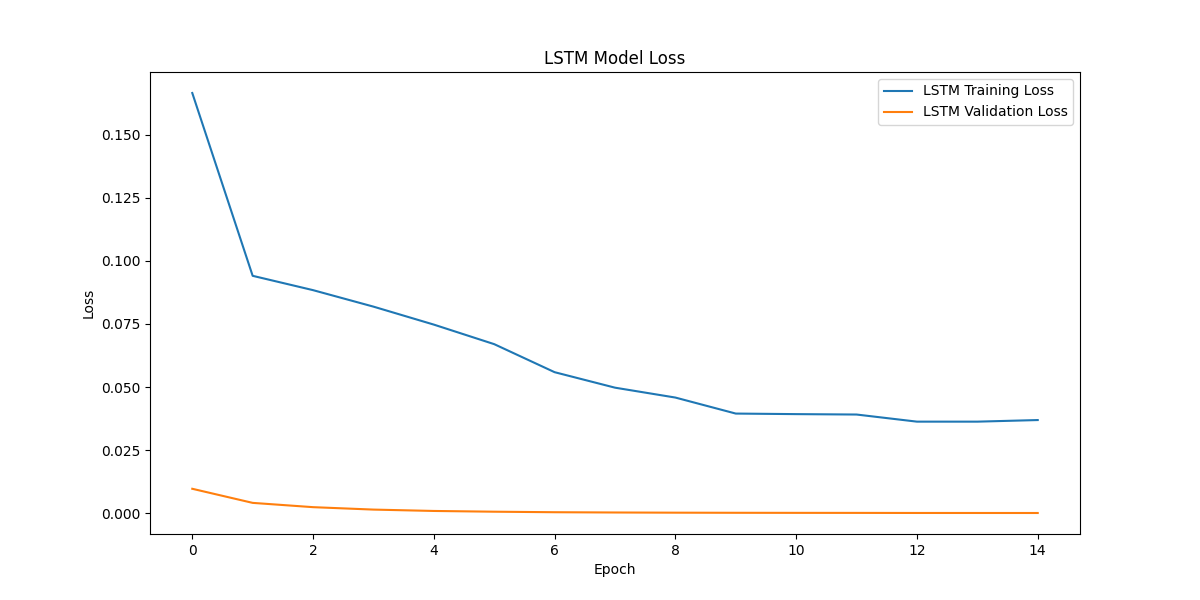 LSTM Model Loss
LSTM Training Loss
LSTM Validation Loss
Loss
0.150
0.125
0.100
0.075
0.050
0.025
0.000
0 2 4 6 8 10 12 14
Epoch